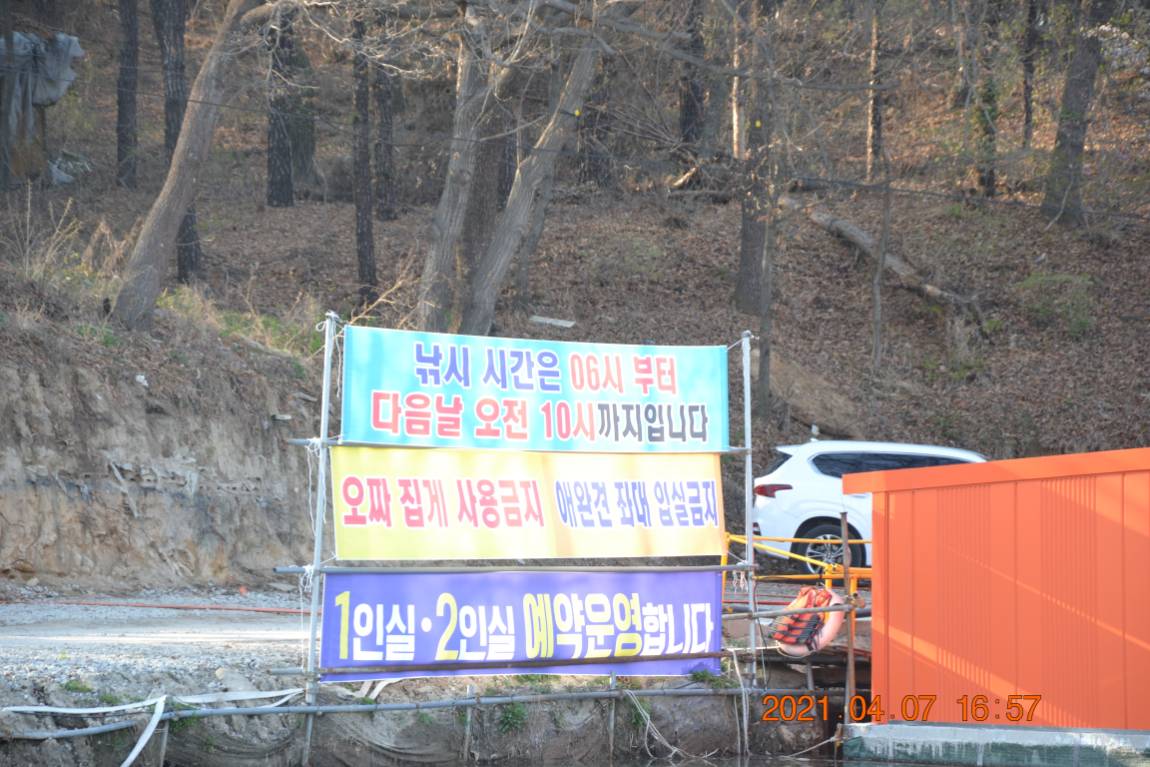 낚시 시간은 06시 부터
다음날 오전 10시까지입니다
오짜 집게 사용금지 애완견 좌대 입실금지
1인실·2인실 예약운영합니다
2021.04.07 16:57